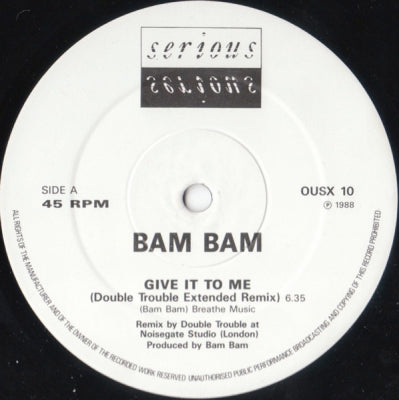 serious
serious
SIDE A
45 RPM
OUSX 10
℗ 1988
BAM BAM
GIVE IT TO ME
(Double Trouble Extended Remix) 6.35
(Bam Bam) Breathe Music
Remix by Double Trouble at
Noisegate Studio (London)
Produced by Bam Bam
ALL RIGHTS OF THE MANUFACTURER AND OF THE OWNER OF THE RECORDED WORK RESERVED UNAUTHORISED PUBLIC PERFORMANCE BROADCASTING AND COPYING OF THIS RECORD PROHIBITED